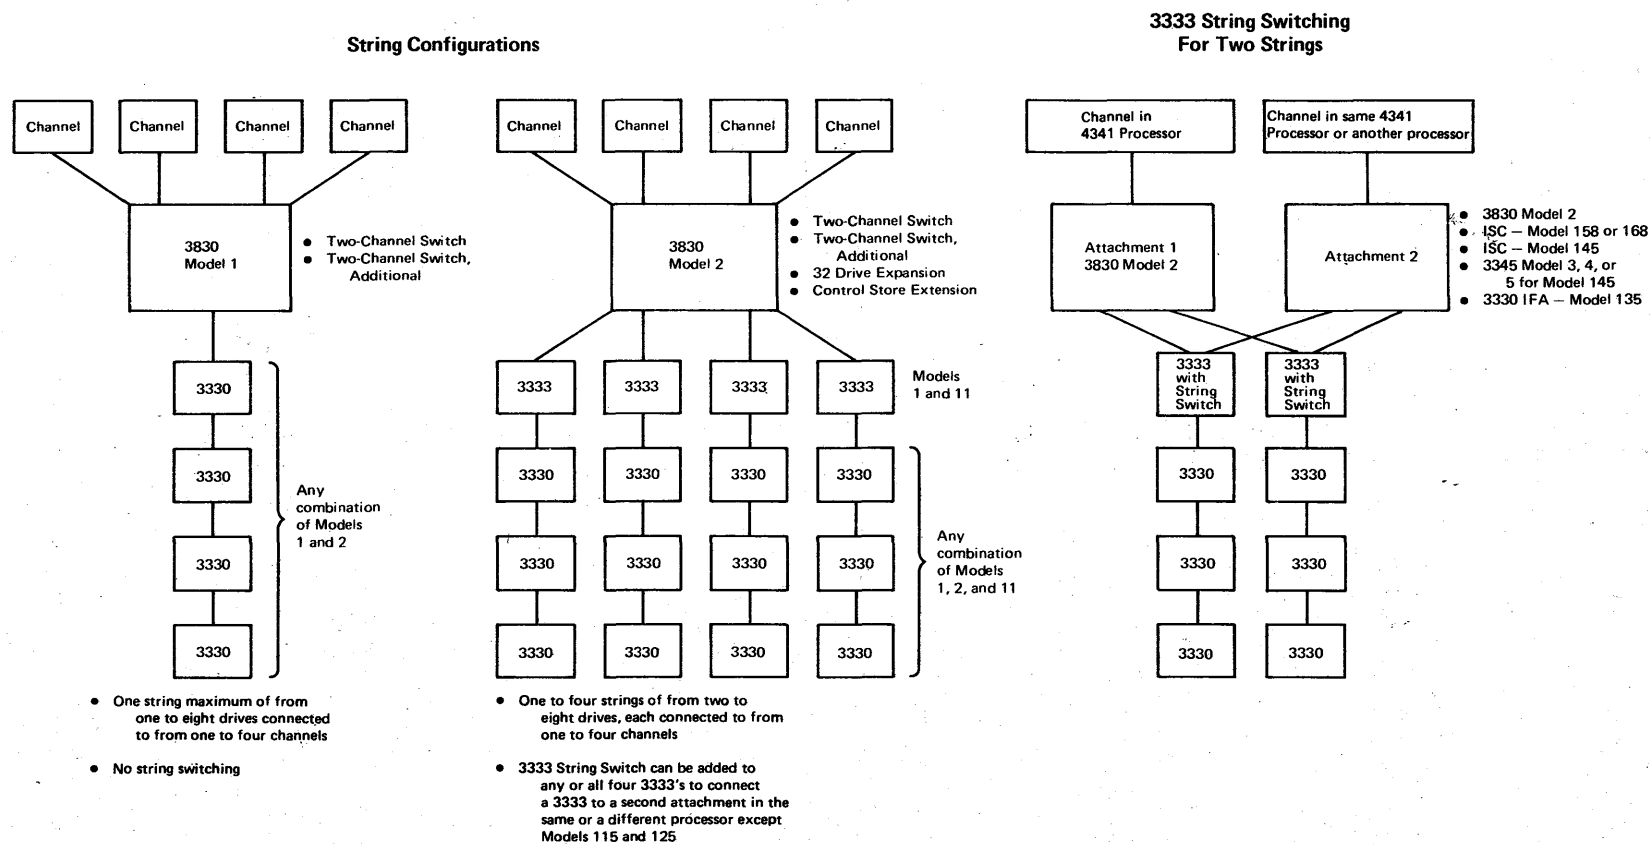 String Configurations
3333 String Switching
For Two Strings
Channel
Channel
Channel
Channel
3830
Model 1
● Two-Channel Switch
● Two-Channel Switch,
Additional
3330
3330
3330
3330
Any
combination
of Models
1 and 2
● One string maximum of from
one to eight drives connected
to from one to four channels
● No string switching
Channel
Channel
Channel
Channel
3830
Model 2
● Two-Channel Switch
● Two-Channel Switch,
Additional
● 32 Drive Expansion
● Control Store Extension
3333
3333
3333
3333
Models
1 and 11
3330
3330
3330
3330
3330
3330
3330
3330
3330
3330
3330
3330
Any
combination
of Models
1, 2, and 11
● One to four strings of from two to
eight drives, each connected to from
one to four channels
● 3333 String Switch can be added to
any or all four 3333's to connect
a 3333 to a second attachment in the
same or a different processor except
Models 115 and 125
Channel in
4341 Processor
Channel in same 4341
Processor or another processor
Attachment 1
3830 Model 2
Attachment 2
● 3830 Model 2
● ISC – Model 158 or 168
● ISC – Model 145
● 3345 Model 3, 4, or
5 for Model 145
● 3330 IFA – Model 135
3333
with
String
Switch
3333
with
String
Switch
3330
3330
3330
3330
3330
3330